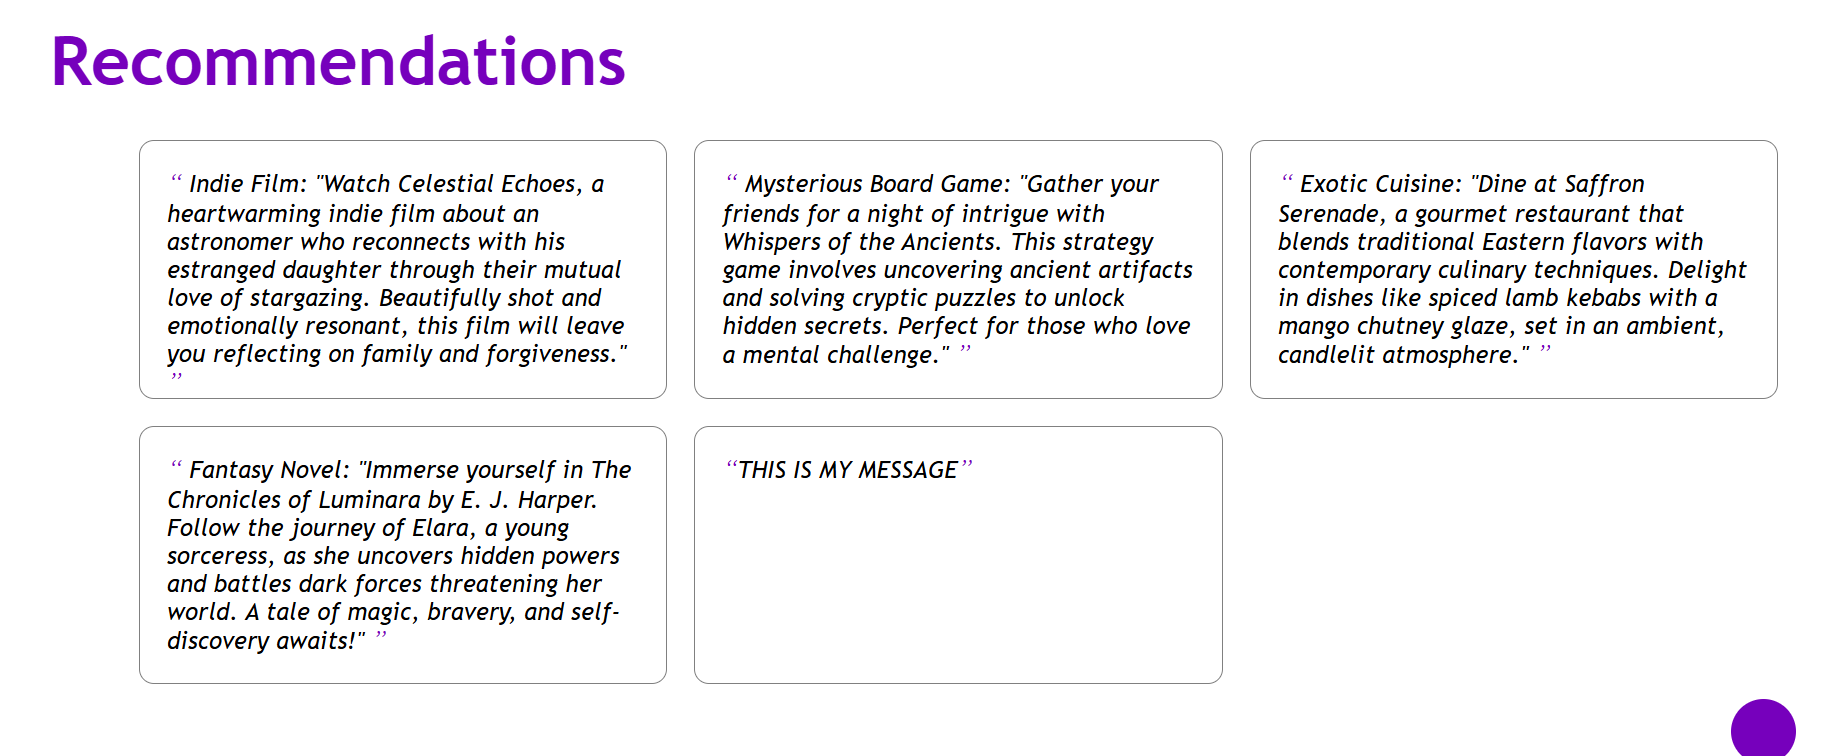 Recommendations
“ Indie Film: "Watch Celestial Echoes, a
heartwarming indie film about an
astronomer who reconnects with his
estranged daughter through their mutual
love of stargazing. Beautifully shot and
emotionally resonant, this film will leave
you reflecting on family and forgiveness."
”
“ Mysterious Board Game: "Gather your
friends for a night of intrigue with
Whispers of the Ancients. This strategy
game involves uncovering ancient artifacts
and solving cryptic puzzles to unlock
hidden secrets. Perfect for those who love
a mental challenge." ”
“ Exotic Cuisine: "Dine at Saffron
Serenade, a gourmet restaurant that
blends traditional Eastern flavors with
contemporary culinary techniques. Delight
in dishes like spiced lamb kebabs with a
mango chutney glaze, set in an ambient,
candlelit atmosphere." ”
“ Fantasy Novel: "Immerse yourself in The
Chronicles of Luminara by E. J. Harper.
Follow the journey of Elara, a young
sorceress, as she uncovers hidden powers
and battles dark forces threatening her
world. A tale of magic, bravery, and self-
discovery awaits!" ”
“THIS IS MY MESSAGE”